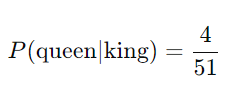 P(queen|king) = 4/51